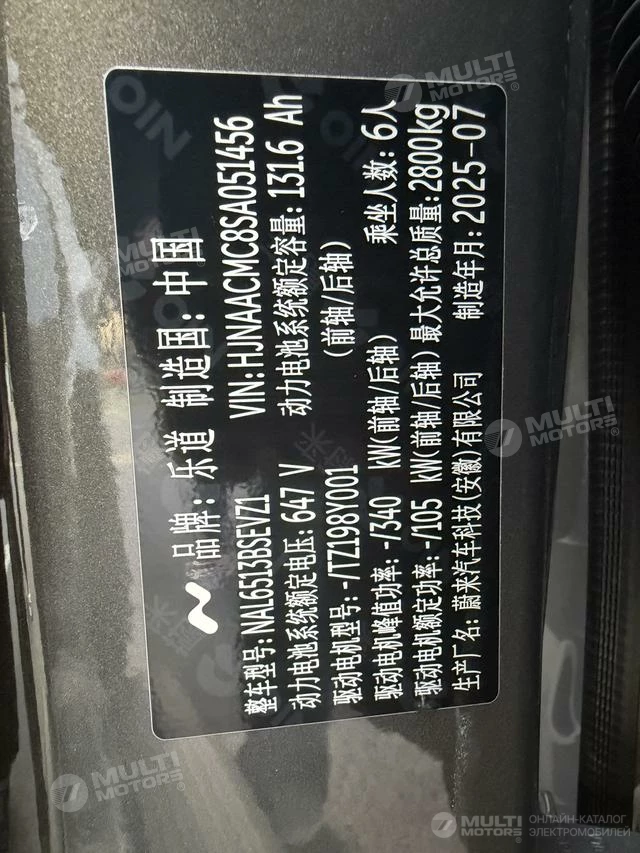 品牌: 乐道 制造国: 中国
整车型号: NAL6513BSEVZ1 VIN: HJNAACMC8SA051456
动力电池系统额定电压: 647 V 动力电池系统额定容量: 131.6 Ah
驱动电机型号: -/TZ198Y001 (前轴/后轴)
驱动电机峰值功率: -/340 kW(前轴/后轴) 乘坐人数: 6人
驱动电机额定功率: -/105 kW(前轴/后轴) 最大允许总质量: 2800kg
生产厂名: 蔚来汽车科技(安徽)有限公司 制造年月: 2025-07
MULTI MOTORS®
MULTI MOTORS®
MULTI MOTORS®
MULTI MOTORS® ОНЛАЙН-КАТАЛОГ ЭЛЕКТРОМОБИЛЕЙ